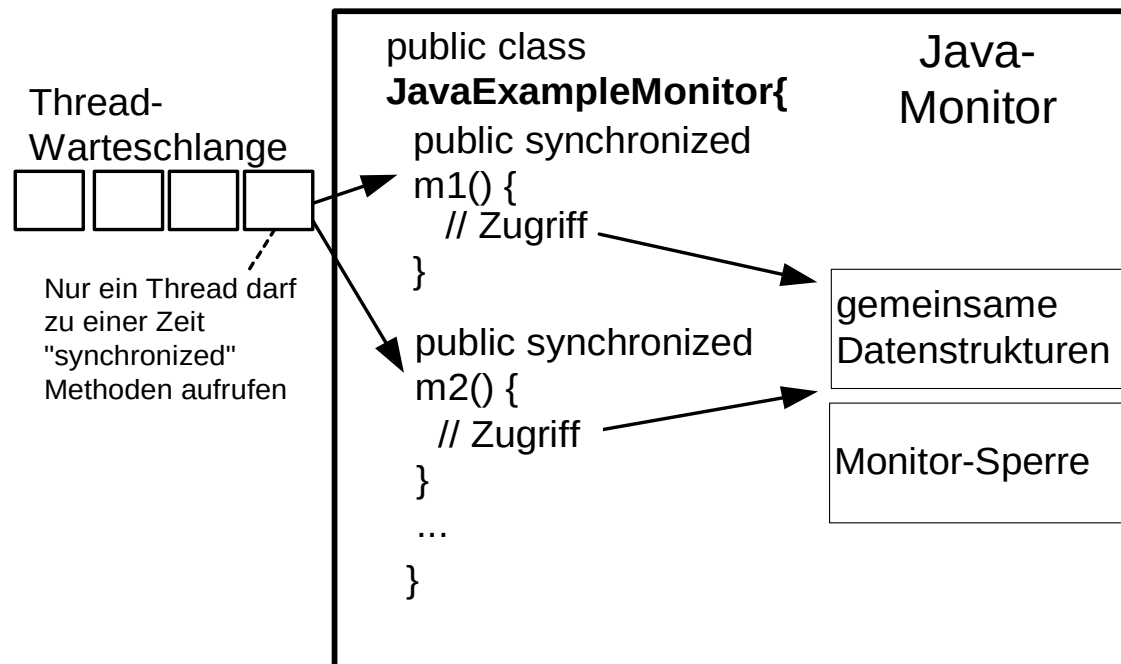 Thread-
Warteschlange
Nur ein Thread darf
zu einer Zeit
"synchronized"
Methoden aufrufen
public class
JavaExampleMonitor{
public synchronized
m1() {
// Zugriff
}
public synchronized
m2() {
// Zugriff
}
...
}
Java-
Monitor
gemeinsame
Datenstrukturen
Monitor-Sperre